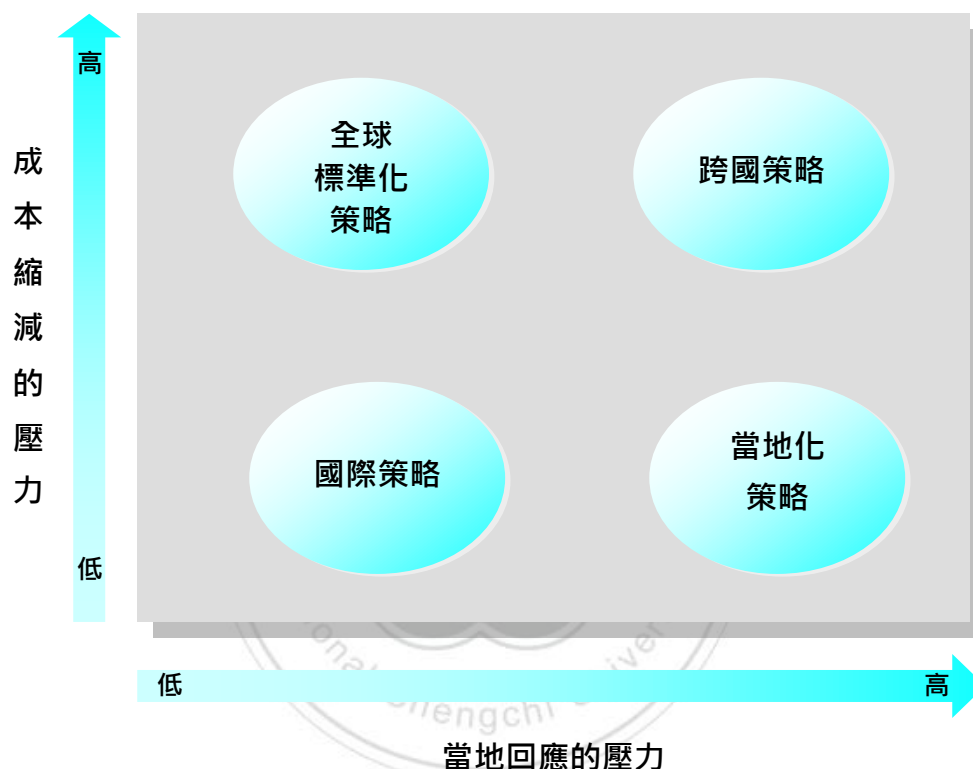 高
成
本
縮
減
的
壓
力
低
全球
標準化
策略
跨國策略
國際策略
當地化
策略
低
高
當地回應的壓力